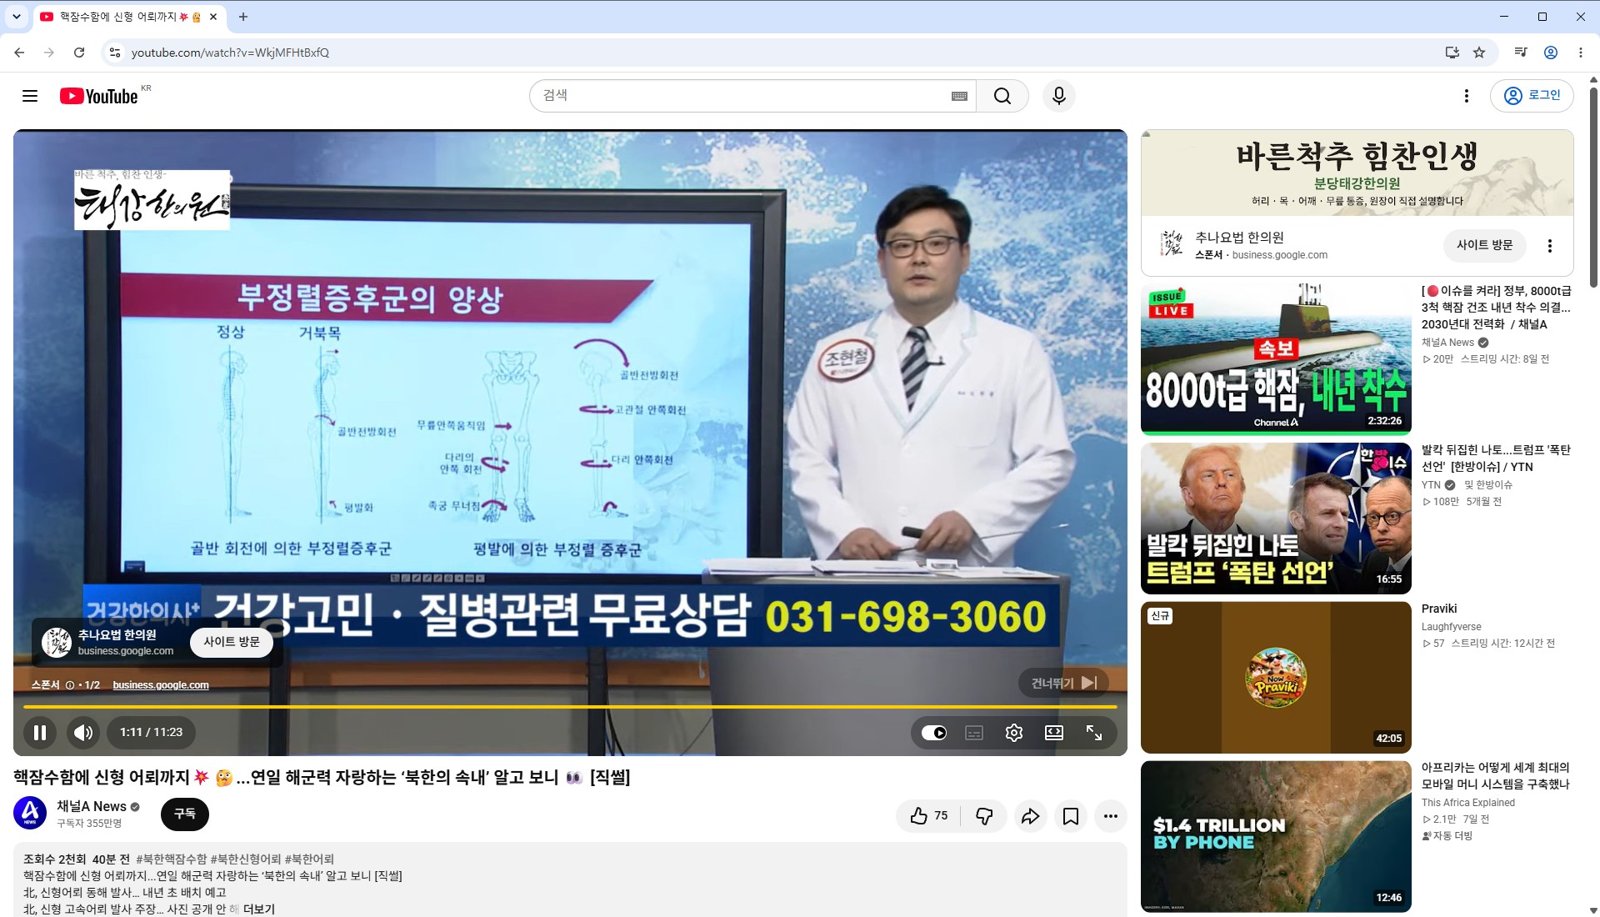 핵잠수함에 신형 어뢰까지💥🤔
youtube.com/watch?v=WkjMFHtBxfQ
YouTube KR
검색
로그인
바른 척추, 힘찬 인생
태강한의원
부정렬증후군의 양상
정상
거북목
골반전방회전
평발화
골반 회전에 의한 부정렬증후군
무릎안쪽움직임
다리의
안쪽 회전
족궁 무너짐
골반전방회전
고관절 안쪽회전
다리 안쪽회전
평발에 의한 부정렬 증후군
조현철
건강한의사+
건강고민 · 질병관련 무료상담 031-698-3060
추나요법 한의원
business.google.com
사이트 방문
스폰서 · 1/2 business.google.com
건너뛰기
1:11 / 11:23
핵잠수함에 신형 어뢰까지💥 🤔...연일 해군력 자랑하는 ‘북한의 속내’ 알고 보니 👀 [직썰]
채널A News
구독자 355만명
구독
75
조회수 2천회 40분 전 #북한핵잠수함 #북한신형어뢰 #북한어뢰
핵잠수함에 신형 어뢰까지...연일 해군력 자랑하는 ‘북한의 속내’ 알고 보니 [직썰]
北, 신형어뢰 동해 발사… 내년 초 배치 예고
北, 신형 고속어뢰 발사 주장… 사진 공개 안 해 더보기
바른척추 힘찬인생
분당태강한의원
허리 · 목 · 어깨 · 무릎 통증, 원장이 직접 설명합니다
추나요법 한의원
스폰서 · business.google.com
사이트 방문
ISSUE
LIVE
속보
8000t급 핵잠, 내년 착수
Channel A
2:32:26
[🔴이슈를 켜라] 정부, 8000t급
3척 핵잠 건조 내년 착수 의결...
2030년대 전력화 / 채널A
채널A News
20만 스트리밍 시간: 8일 전
한방이슈
발칵 뒤집힌 나토
트럼프 ‘폭탄 선언’
16:55
발칵 뒤집힌 나토...트럼프 '폭탄
선언' [한방이슈] / YTN
YTN 및 한방이슈
108만 5개월 전
신규
Now
Praviki
42:05
Praviki
Laughfyverse
57 스트리밍 시간: 12시간 전
$1.4 TRILLION
BY PHONE
12:46
아프리카는 어떻게 세계 최대의
모바일 머니 시스템을 구축했나
This Africa Explained
2.1만 7일 전
자동 더빙